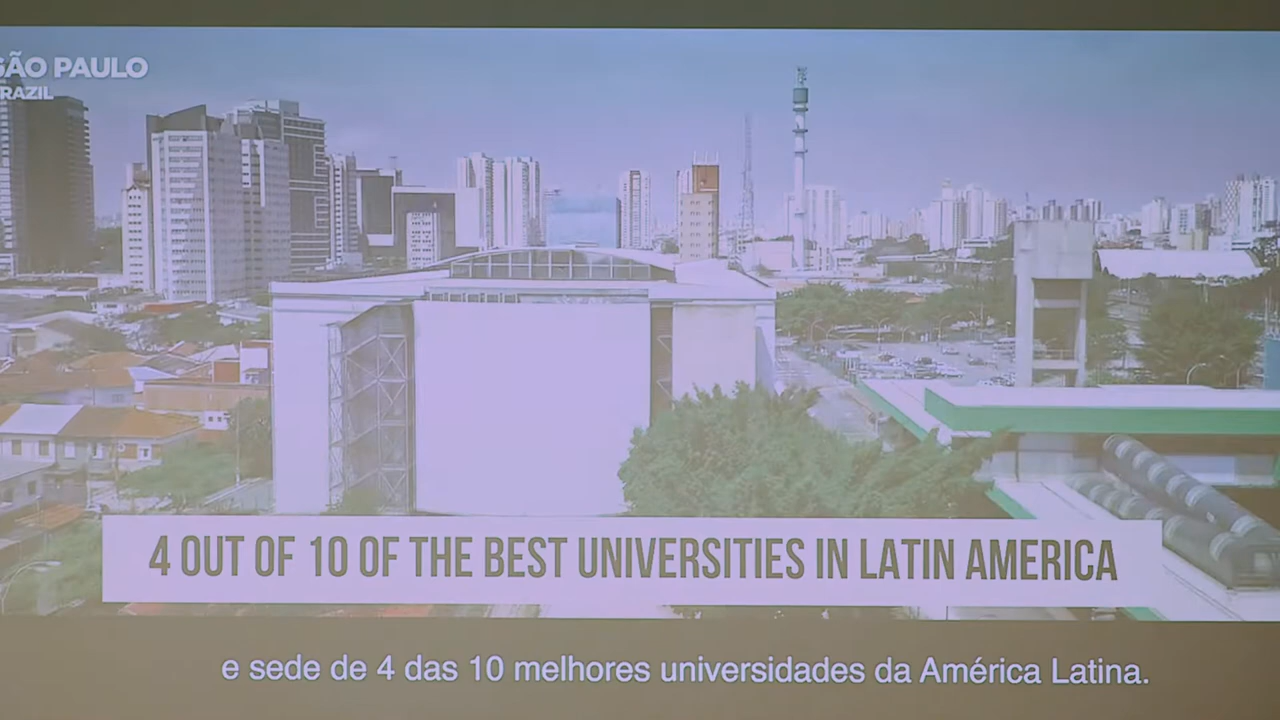 SÃO PAULO
BRAZIL
4 OUT OF 10 OF THE BEST UNIVERSITIES IN LATIN AMERICA
e sede de 4 das 10 melhores universidades da América Latina.